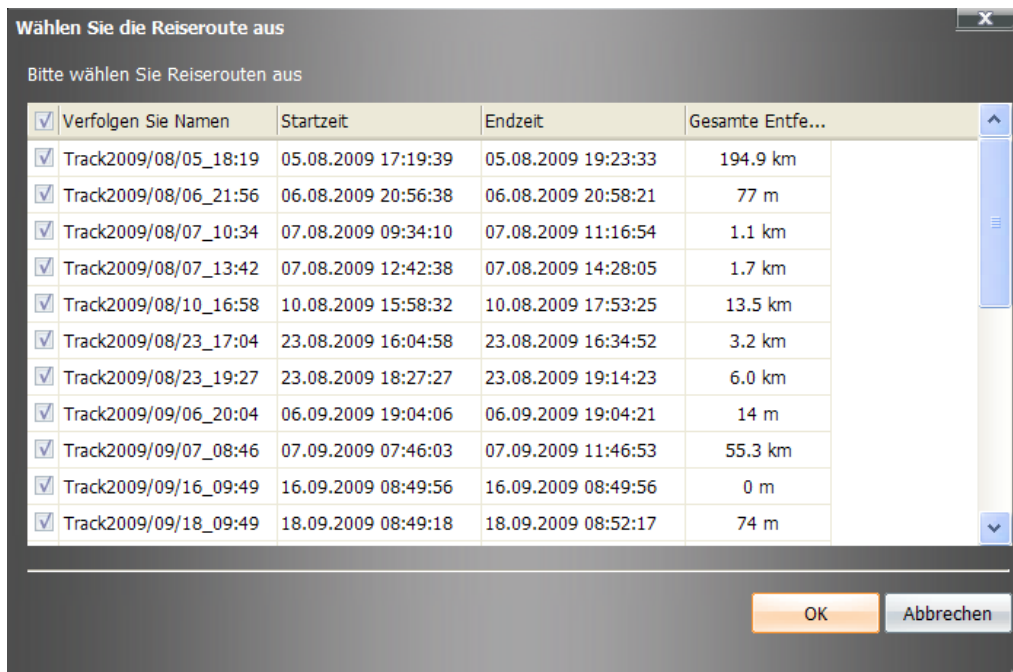 Wählen Sie die Reiseroute aus
Bitte wählen Sie Reiserouten aus
Verfolgen Sie Namen Startzeit Endzeit Gesamte Entfe...
Track2009/08/05_18:19 05.08.2009 17:19:39 05.08.2009 19:23:33 194.9 km
Track2009/08/06_21:56 06.08.2009 20:56:38 06.08.2009 20:58:21 77 m
Track2009/08/07_10:34 07.08.2009 09:34:10 07.08.2009 11:16:54 1.1 km
Track2009/08/07_13:42 07.08.2009 12:42:38 07.08.2009 14:28:05 1.7 km
Track2009/08/10_16:58 10.08.2009 15:58:32 10.08.2009 17:53:25 13.5 km
Track2009/08/23_17:04 23.08.2009 16:04:58 23.08.2009 16:34:52 3.2 km
Track2009/08/23_19:27 23.08.2009 18:27:27 23.08.2009 19:14:23 6.0 km
Track2009/09/06_20:04 06.09.2009 19:04:06 06.09.2009 19:04:21 14 m
Track2009/09/07_08:46 07.09.2009 07:46:03 07.09.2009 11:46:53 55.3 km
Track2009/09/16_09:49 16.09.2009 08:49:56 16.09.2009 08:49:56 0 m
Track2009/09/18_09:49 18.09.2009 08:49:18 18.09.2009 08:52:17 74 m
OK Abbrechen